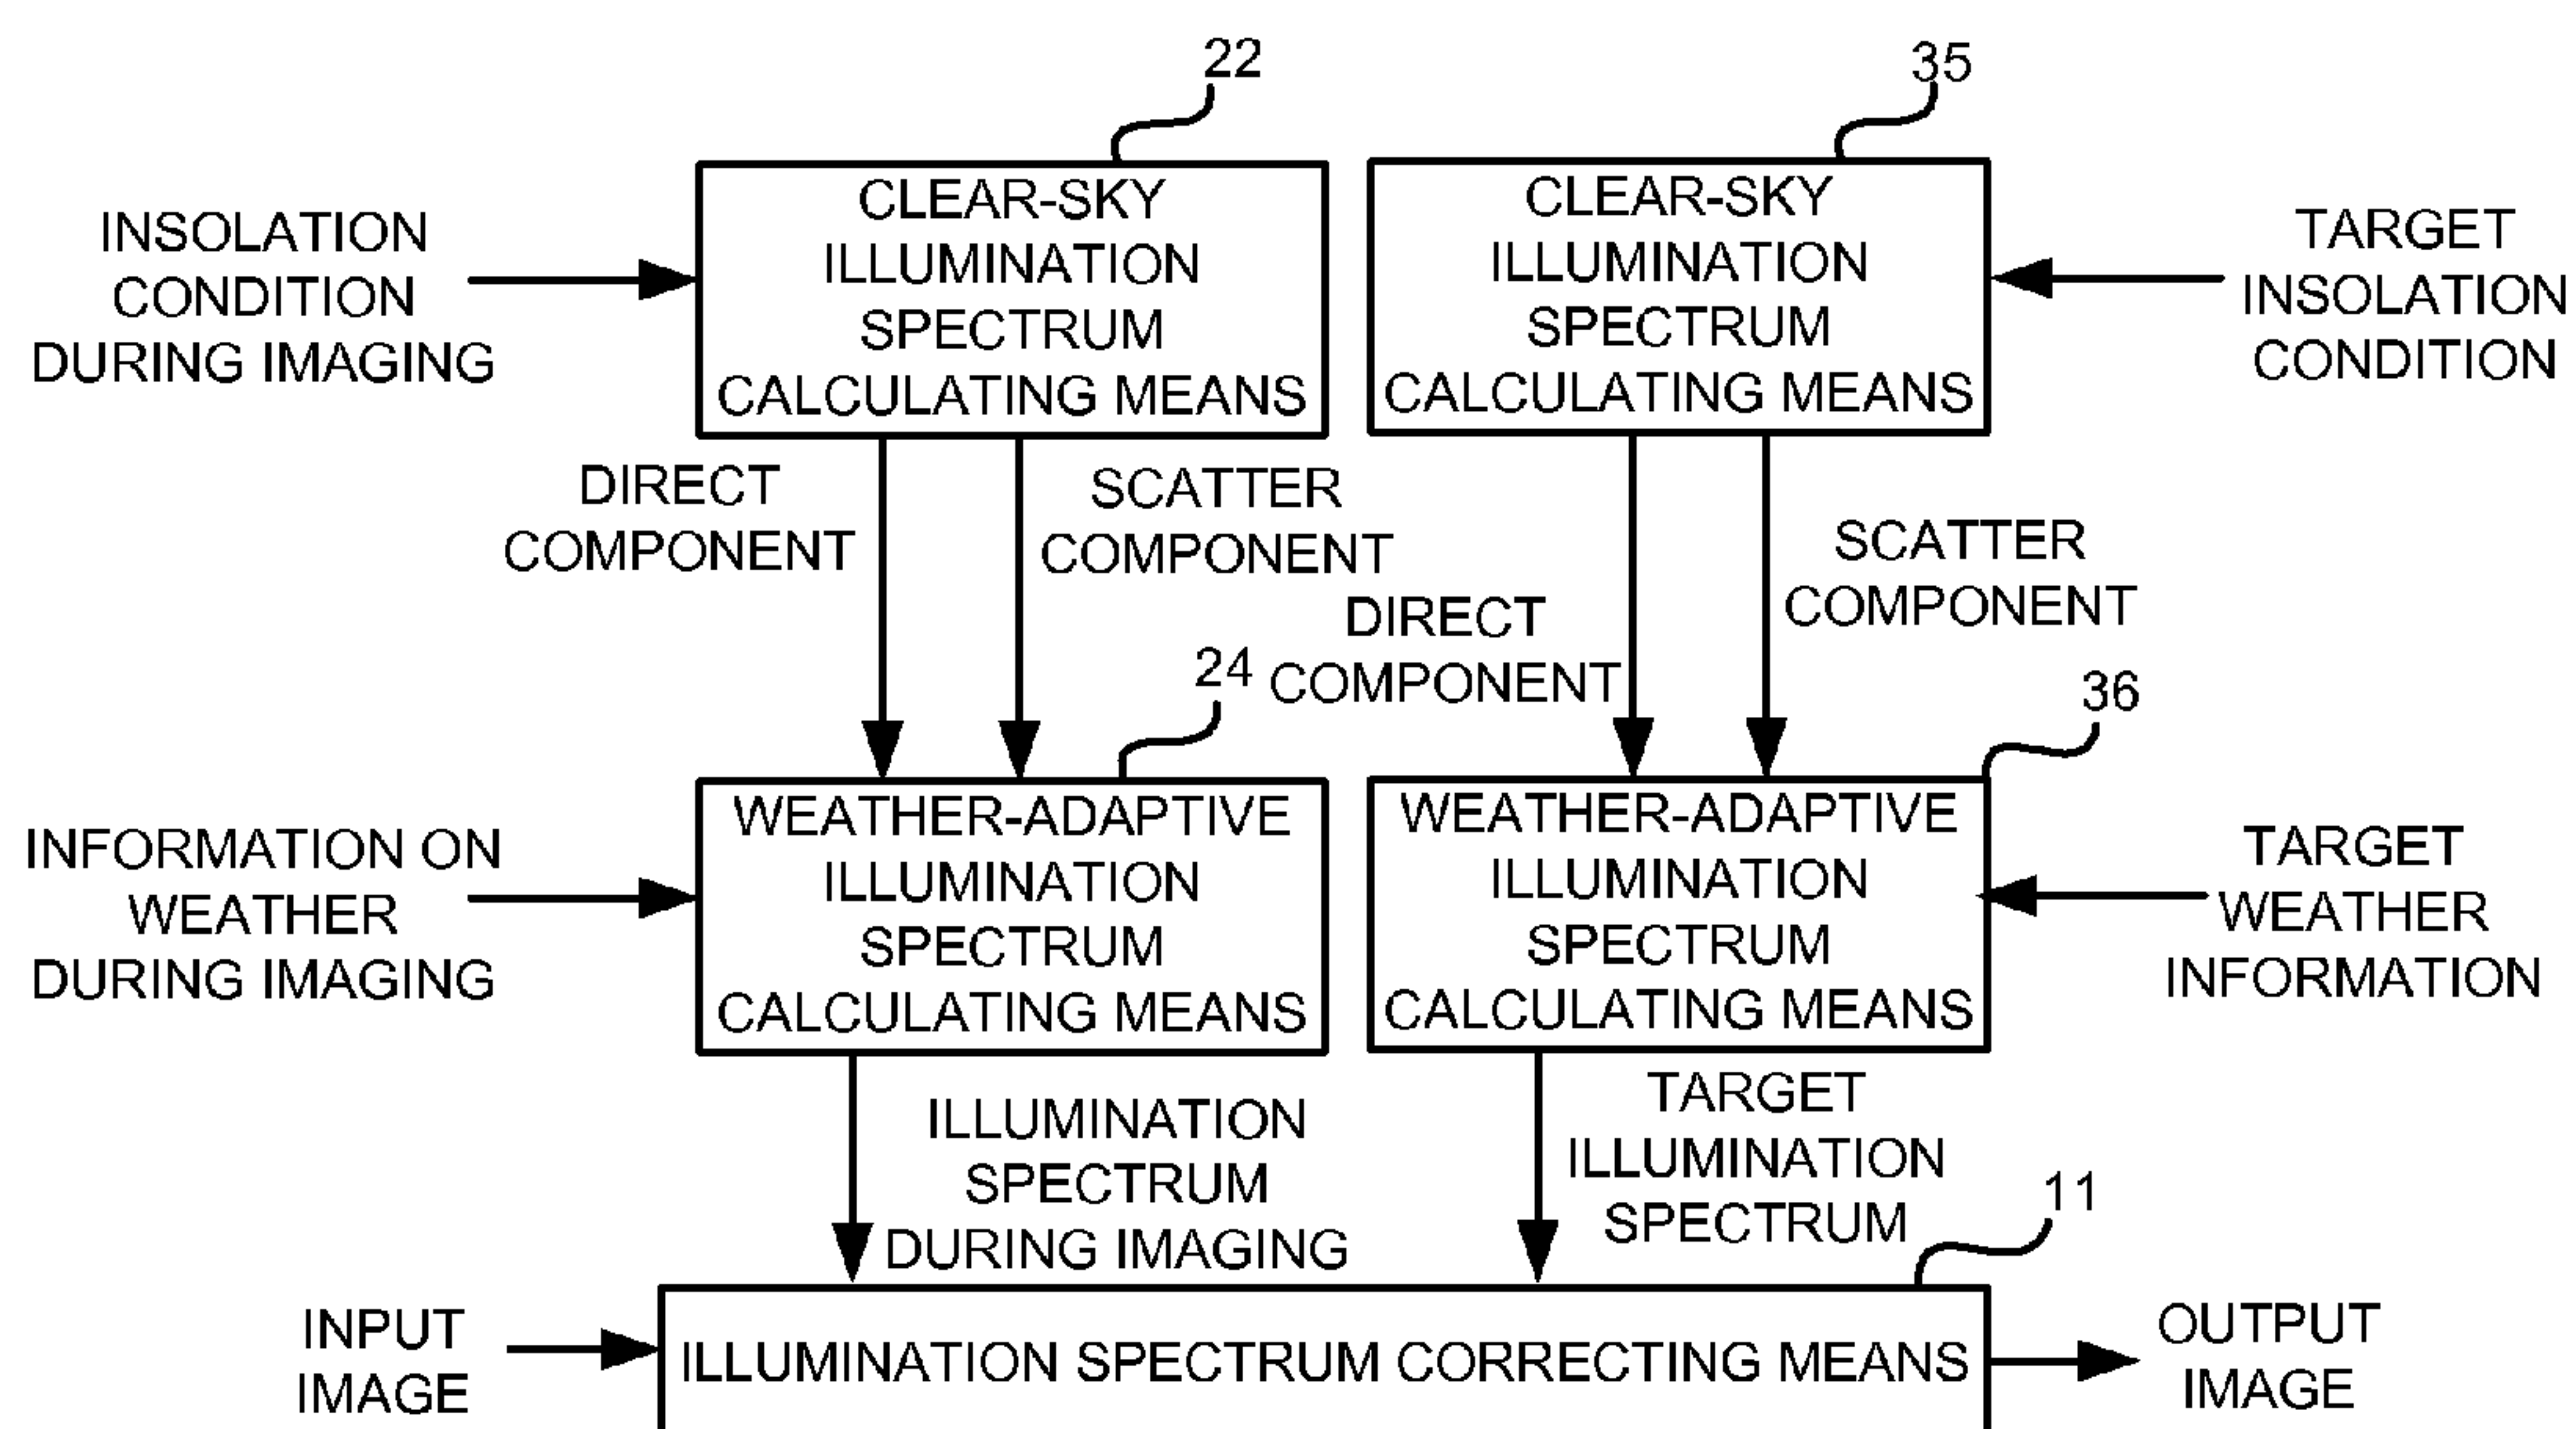 22
35
INSOLATION
CONDITION
DURING IMAGING
CLEAR-SKY
ILLUMINATION
SPECTRUM
CALCULATING MEANS
CLEAR-SKY
ILLUMINATION
SPECTRUM
CALCULATING MEANS
TARGET
INSOLATION
CONDITION
DIRECT
COMPONENT
SCATTER
COMPONENT
DIRECT
COMPONENT
SCATTER
COMPONENT
24
36
INFORMATION ON
WEATHER
DURING IMAGING
WEATHER-ADAPTIVE
ILLUMINATION
SPECTRUM
CALCULATING MEANS
WEATHER-ADAPTIVE
ILLUMINATION
SPECTRUM
CALCULATING MEANS
TARGET
WEATHER
INFORMATION
ILLUMINATION
SPECTRUM
DURING IMAGING
TARGET
ILLUMINATION
SPECTRUM
11
INPUT
IMAGE
ILLUMINATION SPECTRUM CORRECTING MEANS
OUTPUT
IMAGE